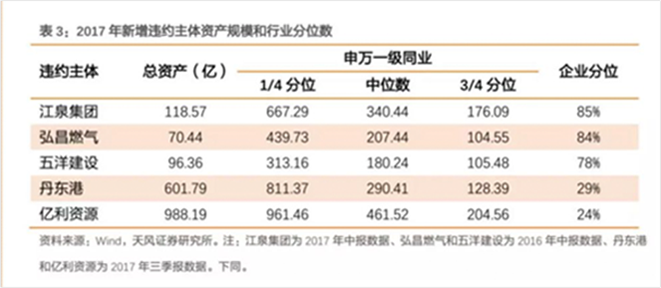 表 3：2017 年新增违约主体资产规模和行业分位数
违约主体 总资产（亿） 申万一级同业 企业分位
1/4 分位 中位数 3/4 分位
江泉集团 118.57 667.29 340.44 176.09 85%
弘昌燃气 70.44 439.73 207.44 104.55 84%
五洋建设 96.36 313.16 180.24 105.48 78%
丹东港 601.79 811.37 290.41 128.39 29%
亿利资源 988.19 961.46 461.52 204.56 24%
资料来源：Wind，天风证券研究所。注：江泉集团为 2017 年中报数据、弘昌燃气和五洋建设为 2016 年中报数据、丹东港
和亿利资源为 2017 年三季报数据。下同。